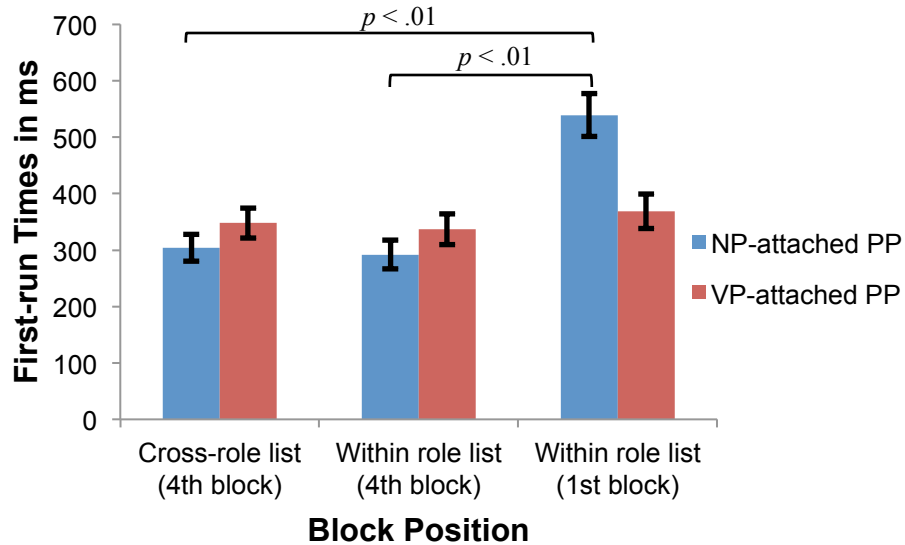 700
600
500
400
300
200
100
0
First-run Times in ms
p < .01
p < .01
NP-attached PP
VP-attached PP
Cross-role list
(4th block)
Within role list
(4th block)
Within role list
(1st block)
Block Position